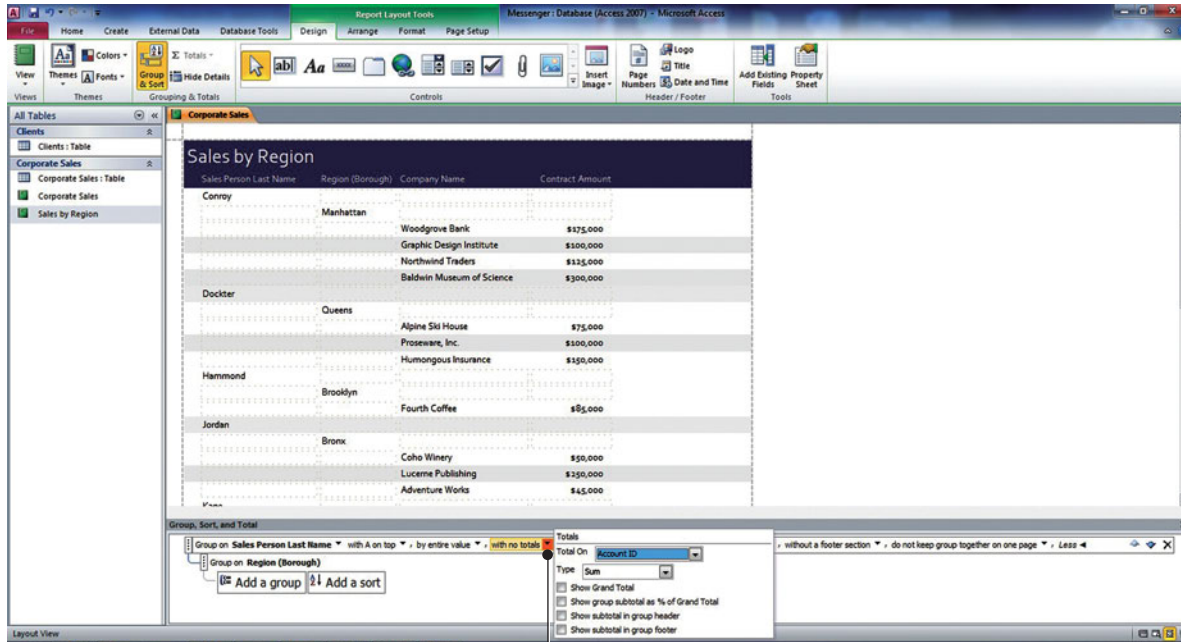 Report Layout Tools
Messenger : Database (Access 2007) - Microsoft Access
File Home Create External Data Database Tools Design Arrange Format Page Setup
View
Views
Themes
Colors
Fonts
Themes
Group & Sort
Σ Totals
Hide Details
Grouping & Totals
ab|
Aa
Insert Image
Controls
Page Numbers
Logo
Title
Date and Time
Header / Footer
Add Existing Fields
Property Sheet
Tools
All Tables
Clients
Clients : Table
Corporate Sales
Corporate Sales : Table
Corporate Sales
Sales by Region
Corporate Sales
Sales by Region
Sales Person Last Name Region (Borough) Company Name Contract Amount
Conroy
Manhattan
Woodgrove Bank $175,000
Graphic Design Institute $100,000
Northwind Traders $125,000
Baldwin Museum of Science $300,000
Dockter
Queens
Alpine Ski House $75,000
Proseware, Inc. $100,000
Humongous Insurance $150,000
Hammond
Brooklyn
Fourth Coffee $85,000
Jordan
Bronx
Coho Winery $50,000
Lucerne Publishing $250,000
Adventure Works $45,000
Kane
Group, Sort, and Total
Group on Sales Person Last Name with A on top , by entire value , with no totals , without a footer section , do not keep group together on one page , Less
Group on Region (Borough)
Add a group Add a sort
Totals
Total On Account ID
Type Sum
Show Grand Total
Show group subtotal as % of Grand Total
Show subtotal in group header
Show subtotal in group footer
Layout View